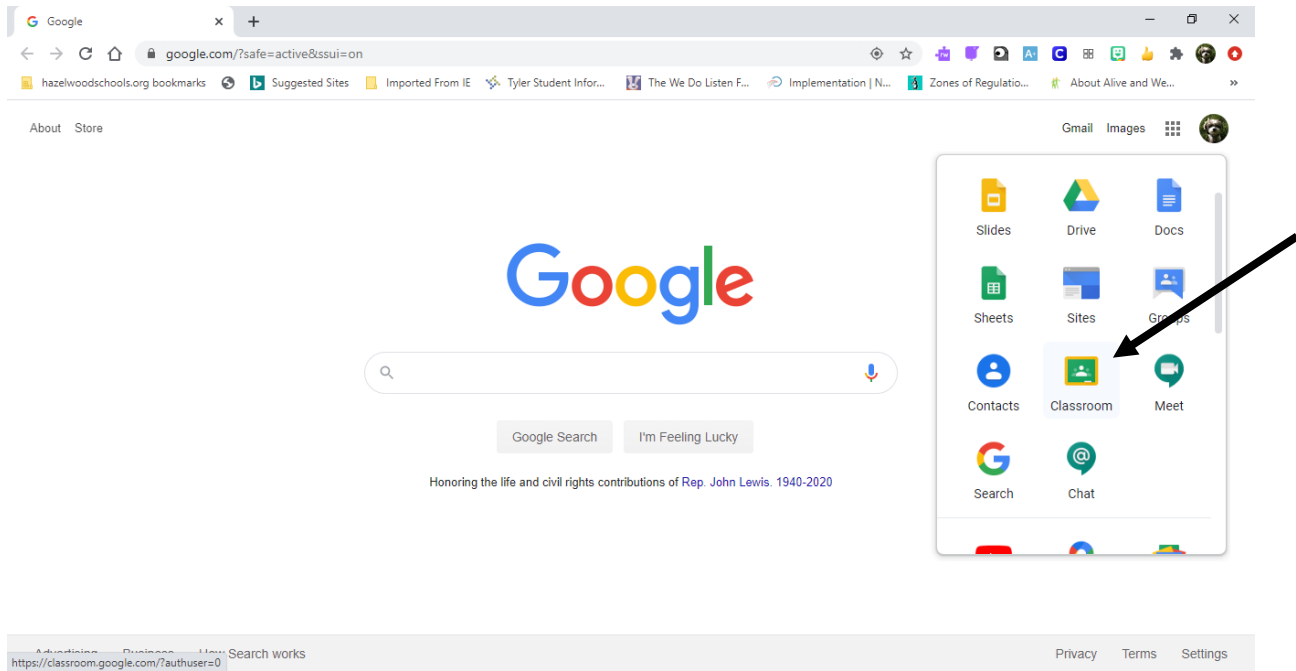 Google
google.com/?safe=active&ssui=on
hazelwoodschools.org bookmarks Suggested Sites Imported From IE Tyler Student Infor... The We Do Listen F... Implementation | N... Zones of Regulatio... About Alive and We... »
About Store Gmail Images
Slides Drive Docs
Google
Sheets Sites Groups
Contacts Classroom Meet
Google Search I'm Feeling Lucky
Search Chat
Honoring the life and civil rights contributions of Rep. John Lewis. 1940-2020
Advertising Business How Search works Privacy Terms Settings
https://classroom.google.com/?authuser=0